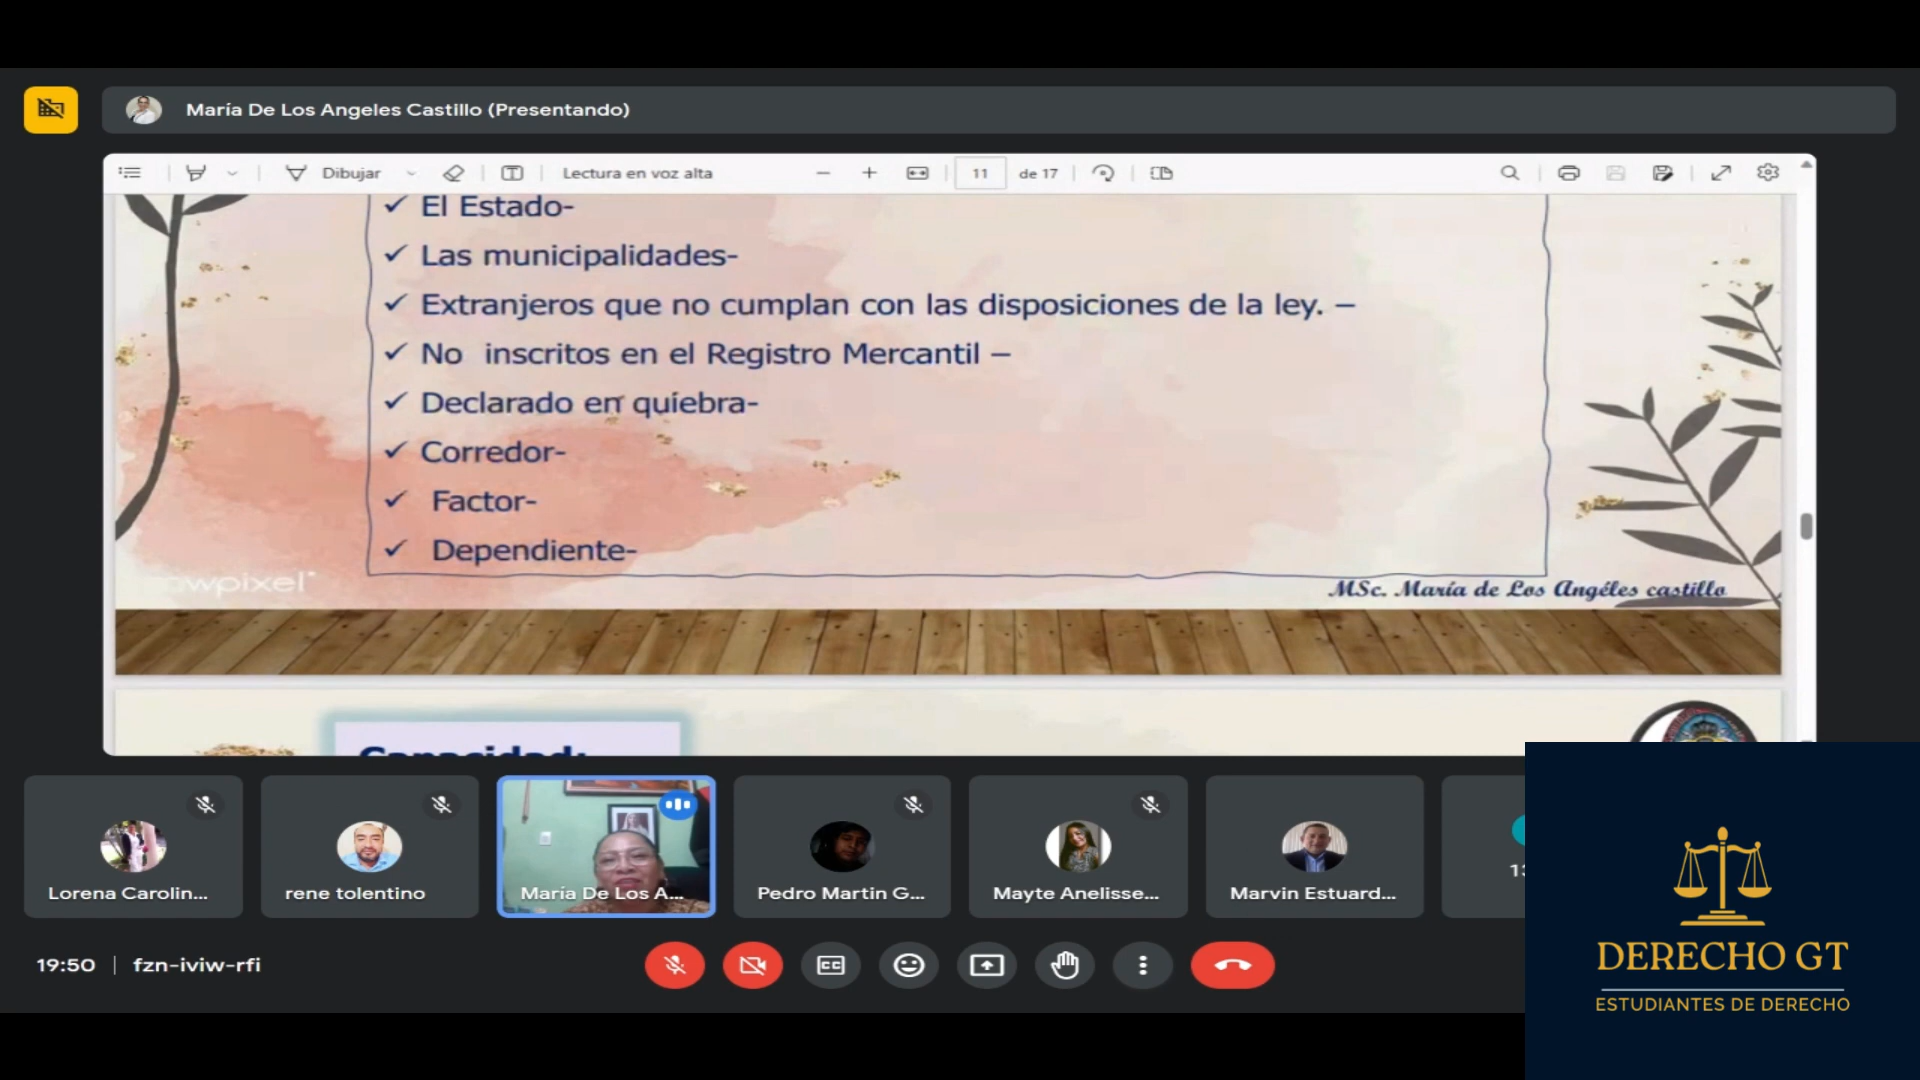 María De Los Angeles Castillo (Presentando)
Dibujar
Lectura en voz alta
11 de 17
✓ El Estado-
✓ Las municipalidades-
✓ Extranjeros que no cumplan con las disposiciones de la ley. –
✓ No inscritos en el Registro Mercantil –
✓ Declarado en quiebra-
✓ Corredor-
✓ Factor-
✓ Dependiente-
wpixel
MSc. María de Los Angéles castillo
Capacidad:
Lorena Carolin...
rene tolentino
María De Los A...
Pedro Martin G...
Mayte Anelisse...
Marvin Estuard...
19:50 | fzn-iviw-rfi
DERECHO GT
ESTUDIANTES DE DERECHO